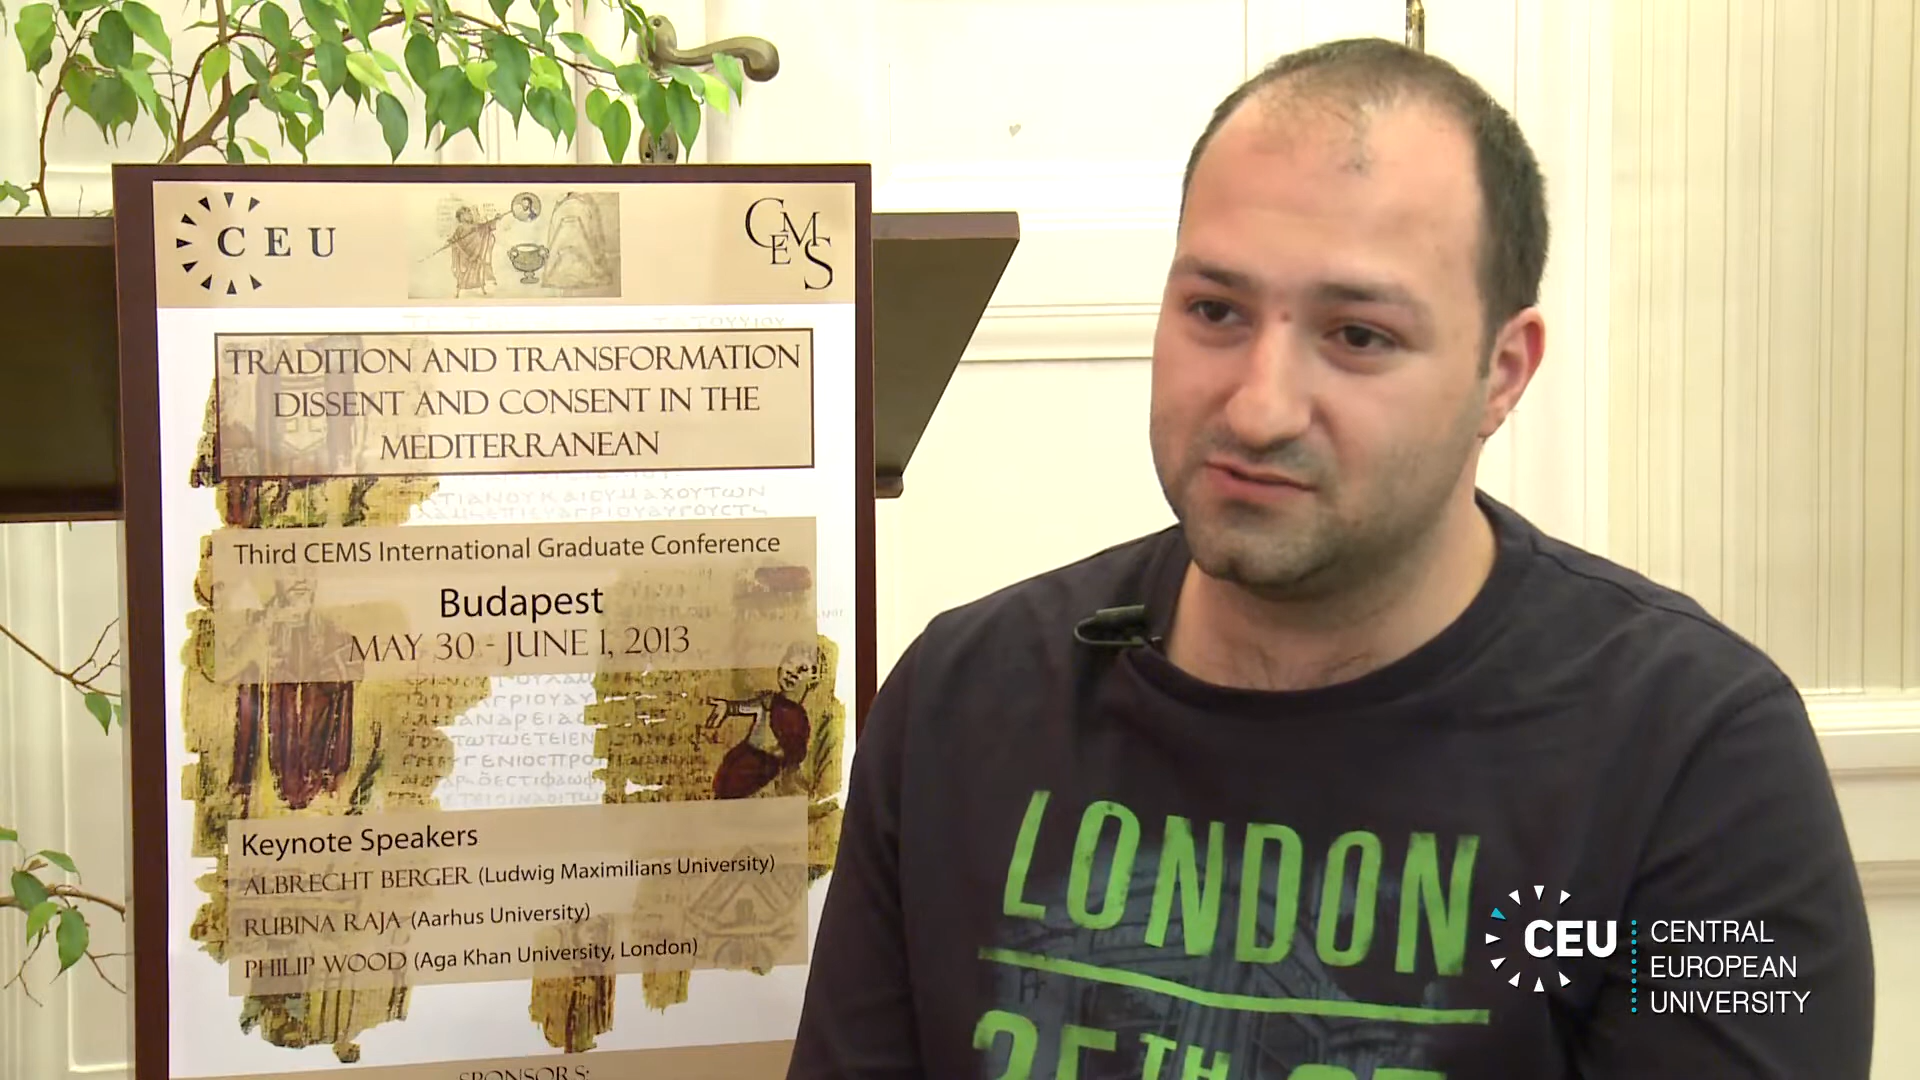 CEU
CEMS
TRADITION AND TRANSFORMATION
DISSENT AND CONSENT IN THE
MEDITERRANEAN
Third CEMS International Graduate Conference
Budapest
MAY 30 - JUNE 1, 2013
Keynote Speakers
ALBRECHT BERGER (Ludwig Maximilians University)
RUBINA RAJA (Aarhus University)
PHILIP WOOD (Aga Khan University, London)
SPONSORS:
LONDON
CEU
CENTRAL
EUROPEAN
UNIVERSITY